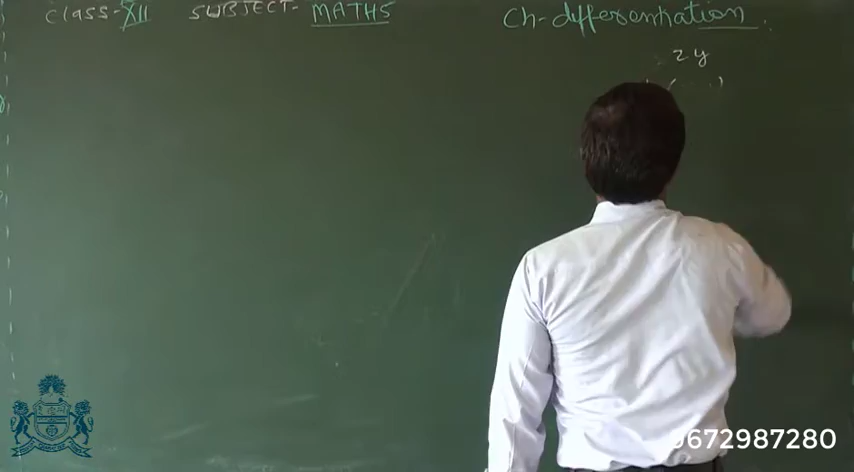 Class-XII SUBJECT- MATHS Ch-differentiation.
2y
9672987280